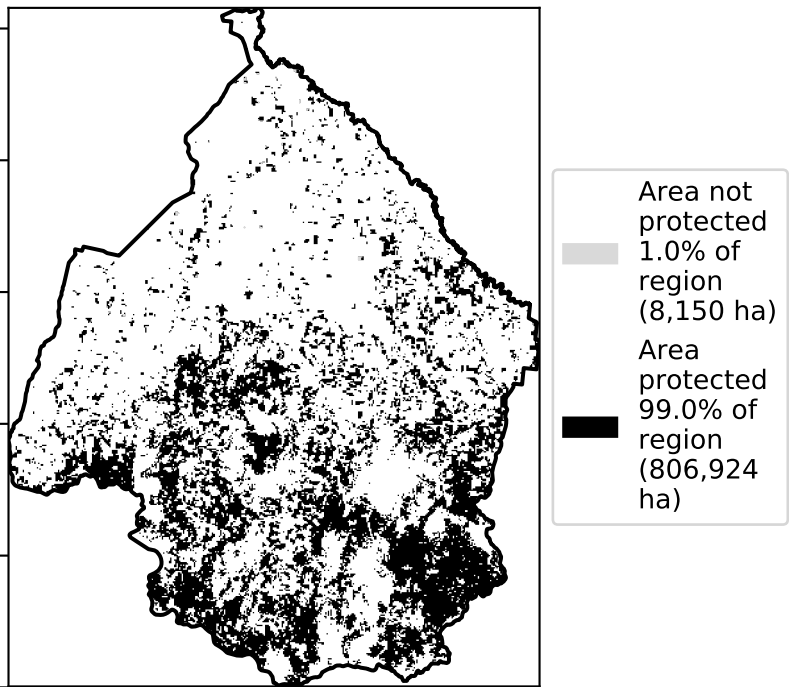 Area not
protected
1.0% of
region
(8,150 ha)
Area
protected
99.0% of
region
(806,924
ha)